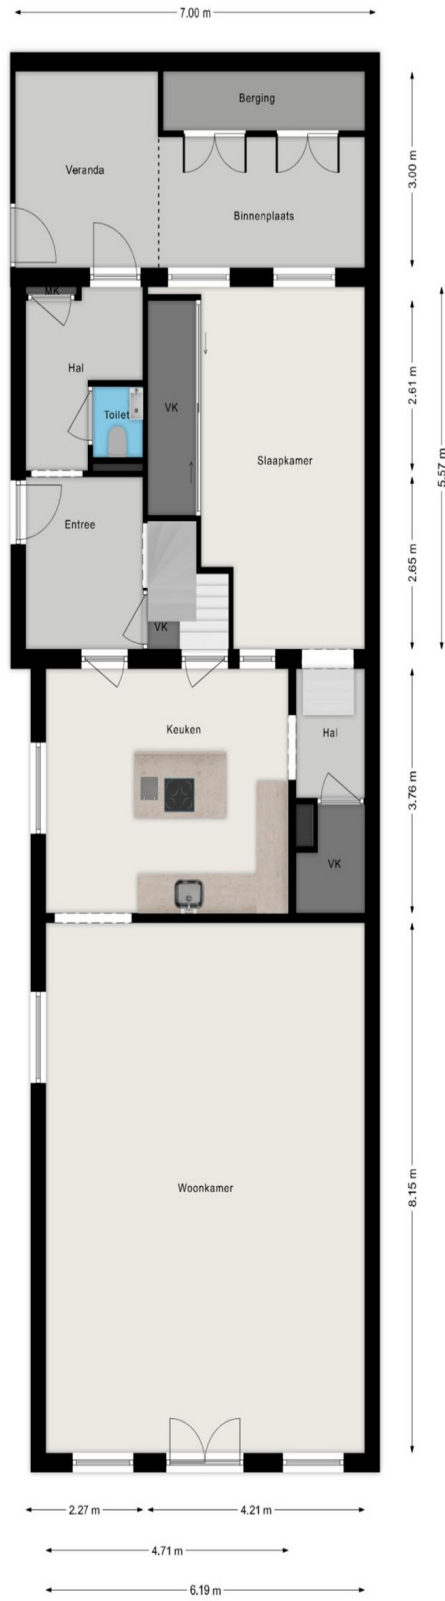 7.00 m
Berging
Veranda
3.00 m
Binnenplaats
MK
Hal
2.61 m
VK
Toilet
5.57 m
Slaapkamer
Entree
2.65 m
VK
Keuken
Hal
3.76 m
VK
Woonkamer
8.15 m
2.27 m
4.21 m
4.71 m
6.19 m